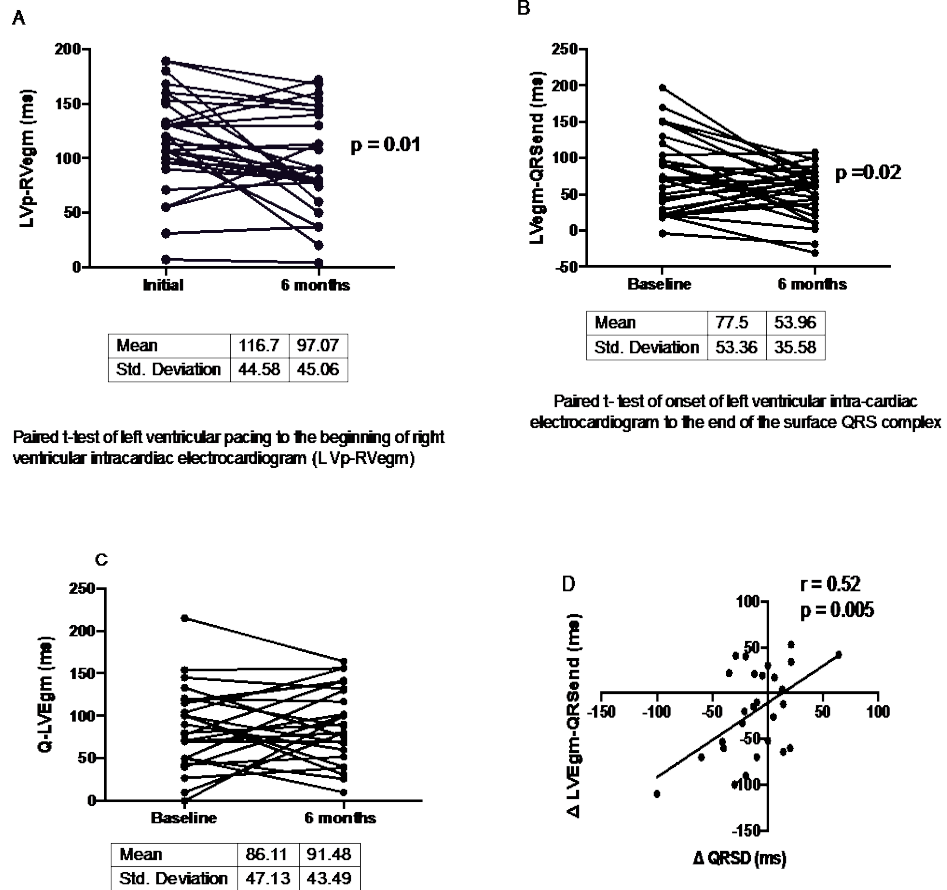 A
200
150
100
50
0
LVp-RVegm (ms)
p = 0.01
Initial
6 months
Mean 116.7 97.07
Std. Deviation 44.58 45.06
Paired t-test of left ventricular pacing to the beginning of right
ventricular intracardiac electrocardiogram (LVp-RVegm)
B
250
200
150
100
50
0
-50
LVegm-QRSend (ms)
p =0.02
Baseline
6 months
Mean 77.5 53.96
Std. Deviation 53.36 35.58
Paired t- test of onset of left ventricular intra-cardiac
electrocardiogram to the end of the surface QRS complex
C
250
200
150
100
50
0
Q-LVEgm (ms)
Baseline
6 months
Mean 86.11 91.48
Std. Deviation 47.13 43.49
D
r = 0.52
p = 0.005
100
50
-50
-100
-150
-150
-100
-50
50
100
Δ LVEgm-QRSend (ms)
Δ QRSD (ms)